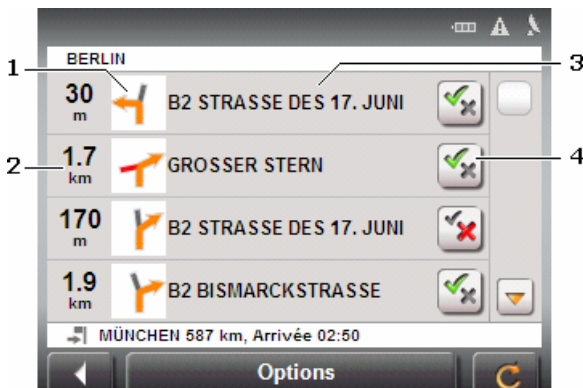 BERLIN
1
3
30 m B2 STRASSE DES 17. JUNI
2
1.7 km GROSSER STERN
4
170 m B2 STRASSE DES 17. JUNI
1.9 km B2 BISMARCKSTRASSE
MÜNCHEN 587 km, Arrivée 02:50
Options